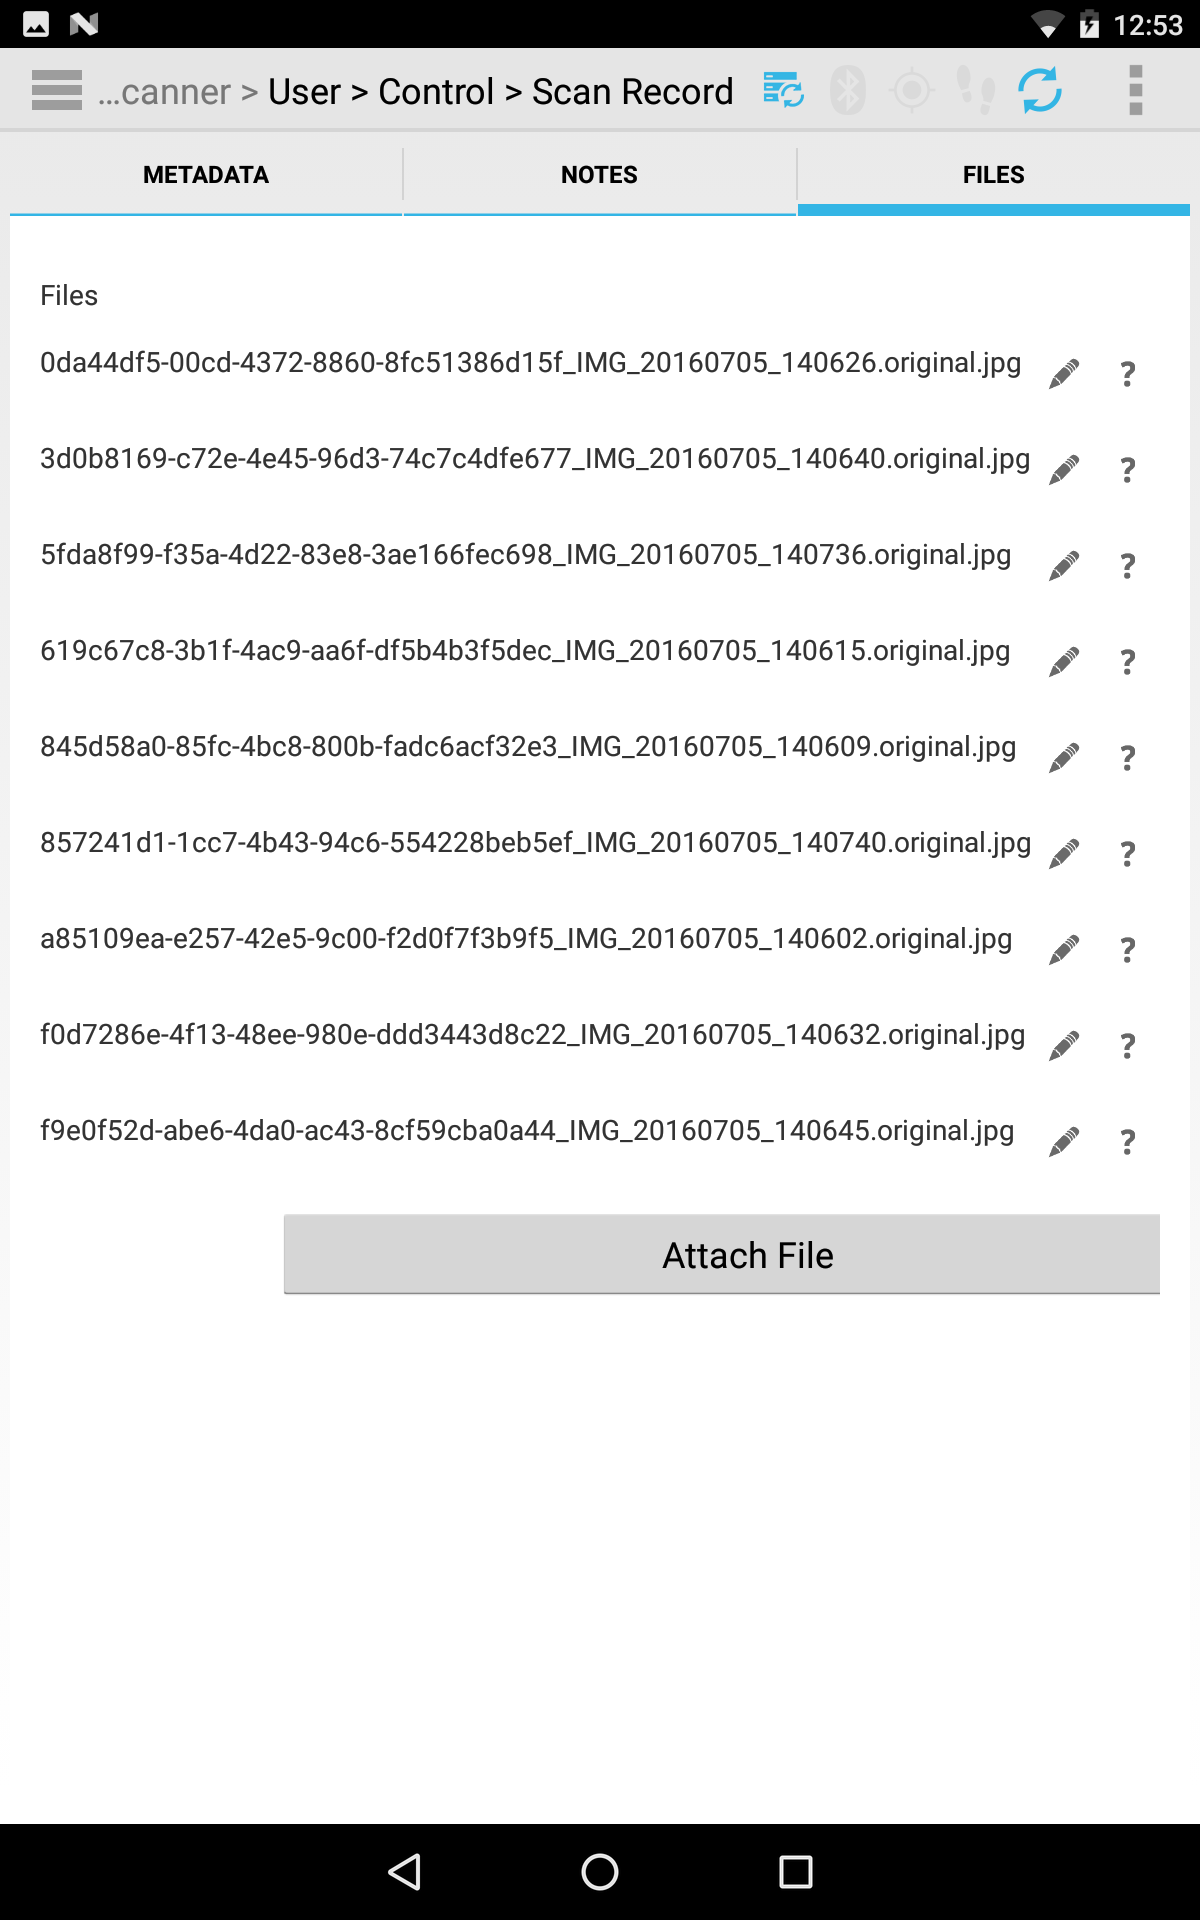 12:53
...canner > User > Control > Scan Record
METADATA
NOTES
FILES
Files
0da44df5-00cd-4372-8860-8fc51386d15f_IMG_20160705_140626.original.jpg ?
3d0b8169-c72e-4e45-96d3-74c7c4dfe677_IMG_20160705_140640.original.jpg ?
5fda8f99-f35a-4d22-83e8-3ae166fec698_IMG_20160705_140736.original.jpg ?
619c67c8-3b1f-4ac9-aa6f-df5b4b3f5dec_IMG_20160705_140615.original.jpg ?
845d58a0-85fc-4bc8-800b-fadc6acf32e3_IMG_20160705_140609.original.jpg ?
857241d1-1cc7-4b43-94c6-554228beb5ef_IMG_20160705_140740.original.jpg ?
a85109ea-e257-42e5-9c00-f2d0f7f3b9f5_IMG_20160705_140602.original.jpg ?
f0d7286e-4f13-48ee-980e-ddd3443d8c22_IMG_20160705_140632.original.jpg ?
f9e0f52d-abe6-4da0-ac43-8cf59cba0a44_IMG_20160705_140645.original.jpg ?
Attach File